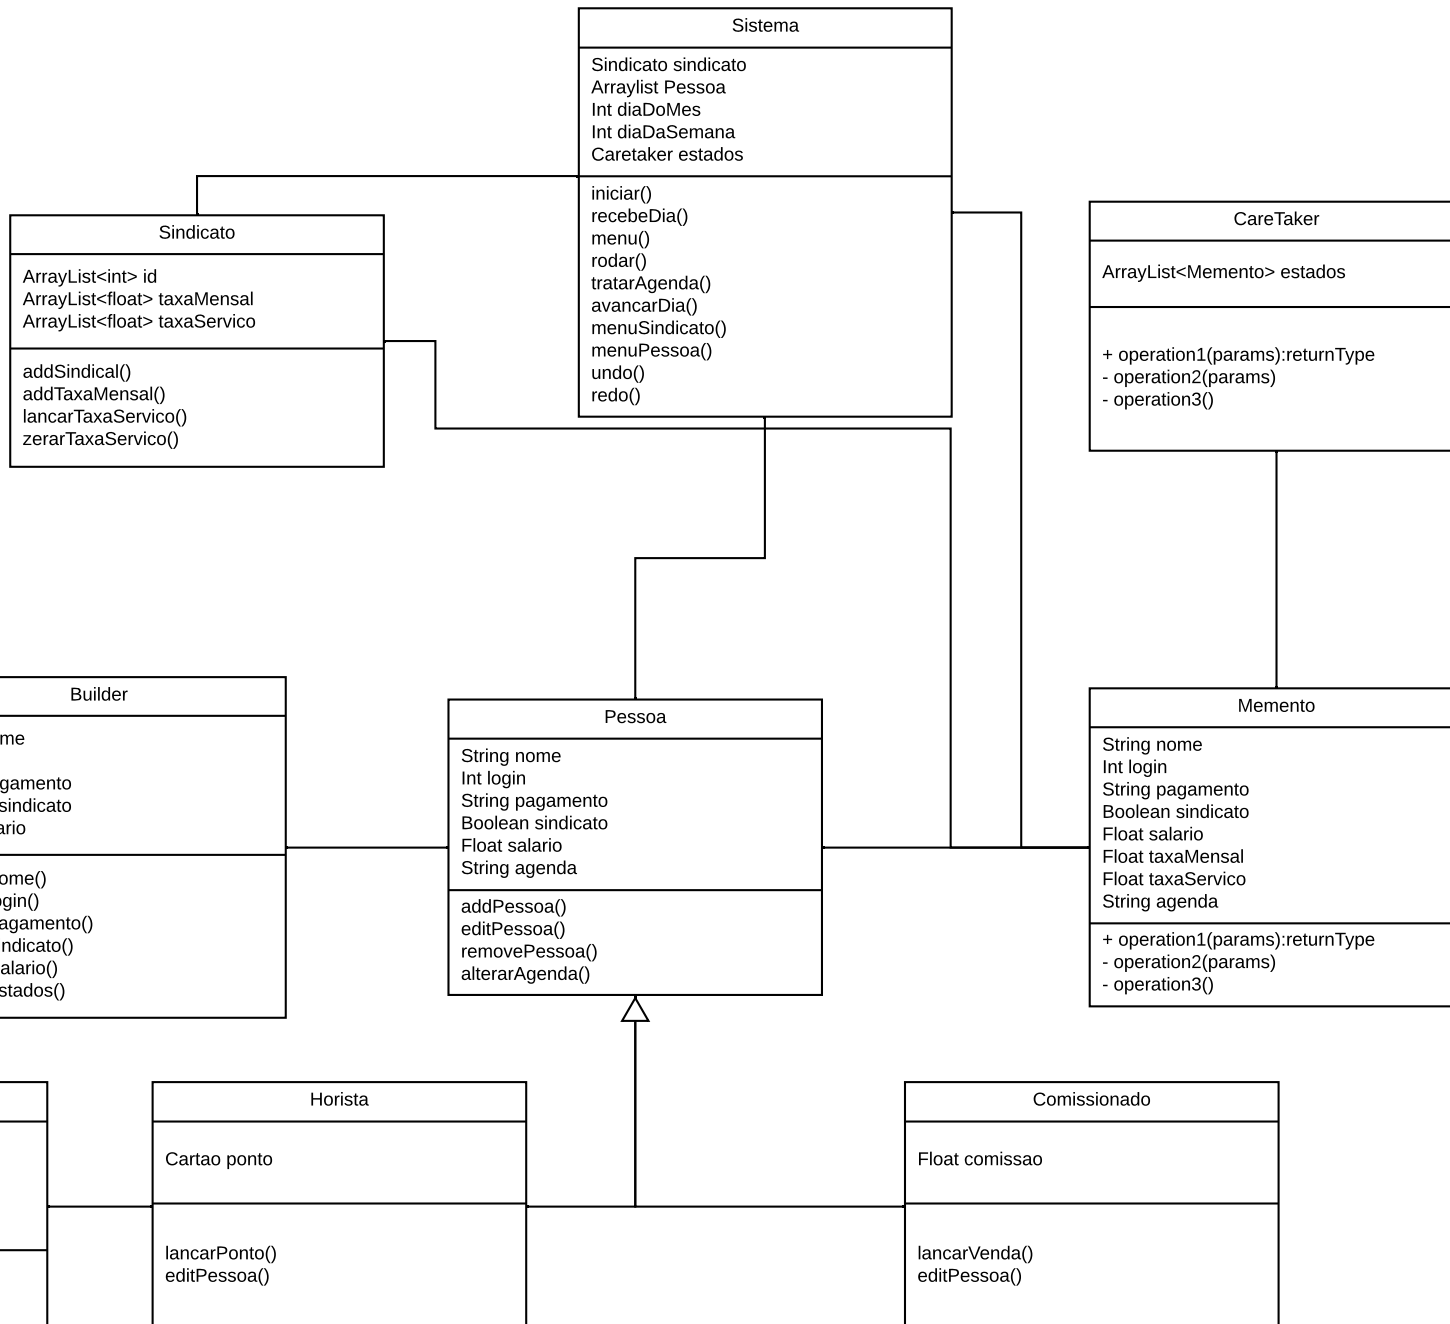 Sistema
Sindicato sindicato
Arraylist Pessoa
Int diaDoMes
Int diaDaSemana
Caretaker estados
iniciar()
recebeDia()
menu()
rodar()
tratarAgenda()
avancarDia()
menuSindicato()
menuPessoa()
undo()
redo()
Sindicato
ArrayList<int> id
ArrayList<float> taxaMensal
ArrayList<float> taxaServico
addSindical()
addTaxaMensal()
lancarTaxaServico()
zerarTaxaServico()
CareTaker
ArrayList<Memento> estados
+ operation1(params):returnType
- operation2(params)
- operation3()
Builder
ome
gamento
sindicato
ario
ome()
ogin()
agamento()
indicato()
alario()
stados()
Pessoa
String nome
Int login
String pagamento
Boolean sindicato
Float salario
String agenda
addPessoa()
editPessoa()
removePessoa()
alterarAgenda()
Memento
String nome
Int login
String pagamento
Boolean sindicato
Float salario
Float taxaMensal
Float taxaServico
String agenda
+ operation1(params):returnType
- operation2(params)
- operation3()
Horista
Cartao ponto
lancarPonto()
editPessoa()
Comissionado
Float comissao
lancarVenda()
editPessoa()